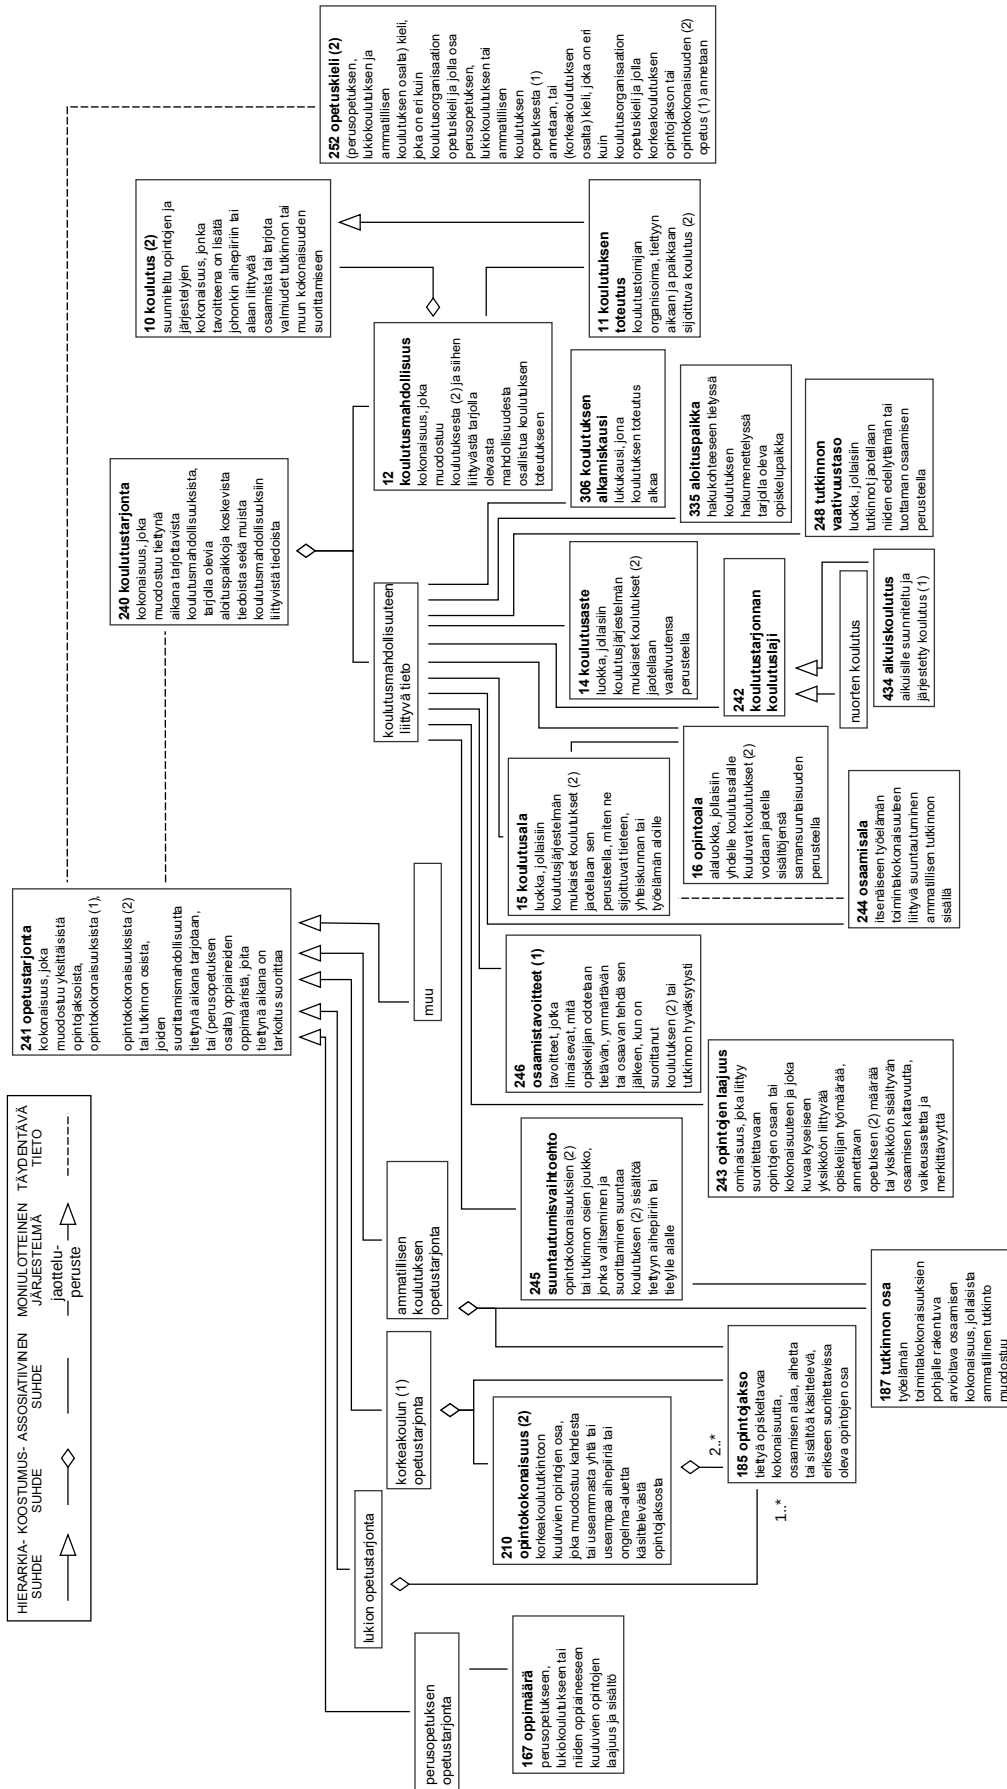 HIERARKIA- KOOSTUMUS- ASSOSIATIIVINEN MONIULOTTEINEN TÄYDENTÄVÄ
SUHDE SUHDE SUHDE JÄRJESTELMÄ TIETO
jaottelu-
peruste
241 opetustarjonta
kokonaisuus, joka
muodostuu yksittäisistä
opintojaksoista,
opintokokonaisuuksista (1),
opintokokonaisuuksista (2)
tai tutkinnon osista,
joiden
suorittamismahdollisuutta
tiettynä aikana tarjotaan,
tai (perusopetuksen
osalta) oppiaineiden
oppimääristä, joita
tiettynä aikana on
tarkoitus suorittaa
240 koulutustarjonta
kokonaisuus, joka
muodostuu tiettynä
aikana tarjottavista
koulutusmahdollisuuksista,
tarjolla olevia
aloituspaikkoja koskevista
tiedoista sekä muista
koulutusmahdollisuuksiin
liittyvistä tiedoista
10 koulutus (2)
suunniteltu opintojen ja
järjestelyjen
kokonaisuus, jonka
tavoitteena on lisätä
johonkin aihepiiriin tai
alaan liittyvää
osaamista tai tarjota
valmiudet tutkinnon tai
muun kokonaisuuden
suorittamiseen
252 opetuskieli (2)
(perusopetuksen,
lukiokoulutuksen ja
ammatillisen
koulutuksen osalta) kieli,
joka on eri kuin
koulutusorganisaation
opetuskieli ja jolla osa
perusopetuksen,
lukiokoulutuksen tai
ammatillisen
koulutuksen
opetuksesta (1)
annetaan, tai
(korkeakoulutuksen
osalta) kieli, joka on eri
kuin
koulutusorganisaation
opetuskieli ja jolla
korkeakoulutuksen
opintojakson tai
opintokokonaisuuden (2)
opetus (1) annetaan
perusopetuksen
opetustarjonta
lukion opetustarjonta
korkeakoulun (1)
opetustarjonta
ammatillisen
koulutuksen
opetustarjonta
muu
koulutusmahdollisuuteen
liittyvä tieto
12
koulutusmahdollisuus
kokonaisuus, joka
muodostuu
koulutuksesta (2) ja siihen
liittyvästä tarjolla
olevasta
mahdollisuudesta
osallistua koulutuksen
toteutukseen
11 koulutuksen
toteutus
koulutustoimijan
organisoima, tiettyyn
aikaan ja paikkaan
sijoittuva koulutus (2)
167 oppimäärä
perusopetukseen,
lukiokoulutukseen tai
niiden oppiaineeseen
kuuluvien opintojen
laajuus ja sisältö
210
opintokokonaisuus (2)
korkeakoulututkintoon
kuuluvien opintojen osa,
joka muodostuu kahdesta
tai useammasta yhtä tai
useampaa aihepiiriä tai
ongelma-aluetta
käsittelevästä
opintojaksosta
245
suuntautumisvaihtoehto
opintokokonaisuuksien (2)
tai tutkinnon osien joukko,
jonka valitseminen ja
suorittaminen suuntaa
koulutuksen (2) sisältöä
tiettyyn aihepiiriin tai
tietylle alalle
246
osaamistavoitteet (1)
tavoitteet, jotka
ilmaisevat, mitä
opiskelijan odotetaan
tietävän, ymmärtävän
tai osaavan tehdä sen
jälkeen, kun on
suorittanut
koulutuksen (2) tai
tutkinnon hyväksytysti
15 koulutusala
luokka, jollaisiin
koulutusjärjestelmän
mukaiset koulutukset (2)
jaotellaan sen
perusteella, miten ne
sijoittuvat tieteen,
yhteiskunnan tai
työelämän aloille
14 koulutusaste
luokka, jollaisiin
koulutusjärjestelmän
mukaiset koulutukset (2)
jaotellaan
vaativuutensa
perusteella
306 koulutuksen
alkamiskausi
lukukausi, jona
koulutuksen toteutus
alkaa
335 aloituspaikka
hakukohteeseen tietyssä
koulutuksen
hakumenettelyssä
tarjolla oleva
opiskelupaikka
16 opintoala
alaluokka, jollaisiin
yhdelle koulutusalalle
kuuluvat koulutukset (2)
voidaan jaotella
sisältöjensä
samansuuntaisuuden
perusteella
242
koulutustarjonnan
koulutuslaji
248 tutkinnon
vaativuustaso
luokka, jollaisiin
tutkinnot jaotellaan
niiden edellyttämän tai
tuottaman osaamisen
perusteella
243 opintojen laajuus
ominaisuus, joka liittyy
suoritettavaan
opintojen osaan tai
kokonaisuuteen ja joka
kuvaa kyseiseen
yksikköön liittyvää
opiskelijan työmäärää,
annettavan
opetuksen (2) määrää
tai yksikköön sisältyvän
osaamisen kattavuutta,
vaikeusastetta ja
merkittävyyttä
2..*
185 opintojakso
tiettyä opiskeltavaa
kokonaisuutta,
osaamisen alaa, aihetta
tai sisältöä käsittelevä,
erikseen suoritettavissa
oleva opintojen osa
1..*
244 osaamisala
itsenäiseen työelämän
toimintakokonaisuuteen
liittyvä suuntautuminen
ammatillisen tutkinnon
sisällä
nuorten koulutus
434 aikuiskoulutus
aikuisille suunniteltu ja
järjestetty koulutus (1)
187 tutkinnon osa
työelämän
toimintakokonaisuuksien
pohjalle rakentuva
arvioitava osaamisen
kokonaisuus, jollaisista
ammatillinen tutkinto
muodostuu